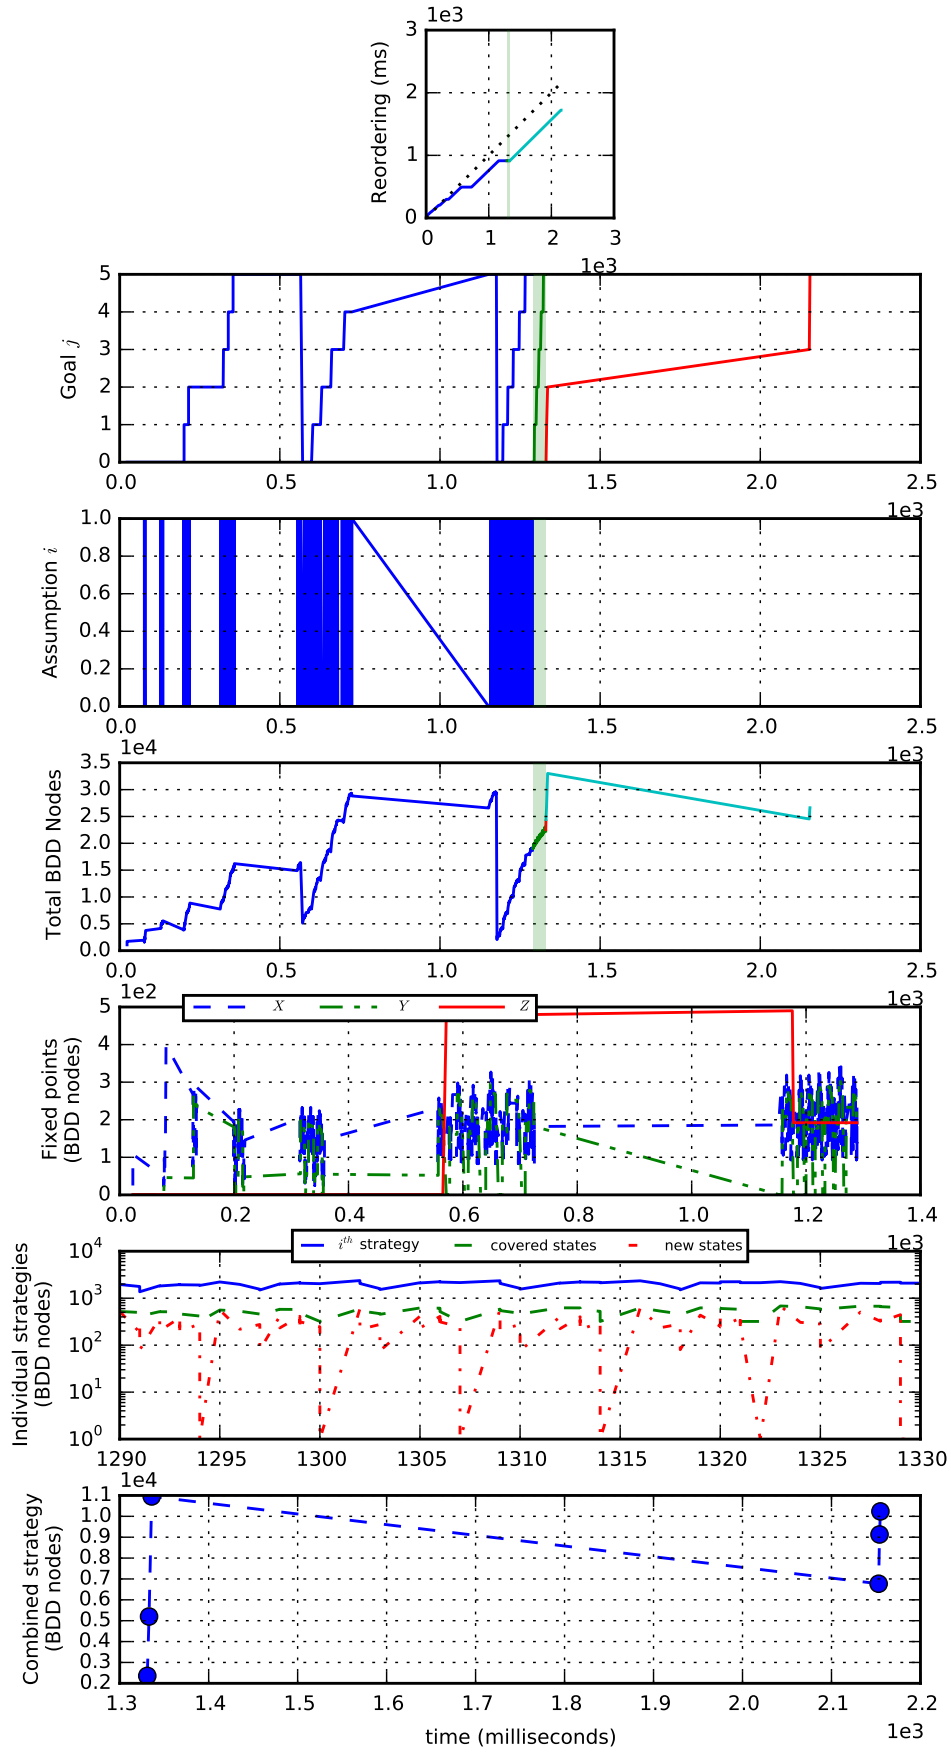 1e3
3
2
1
0
Reordering (ms)
0 1 2 3
1e3
5
4
3
2
1
0
Goal j
0.0 0.5 1.0 1.5 2.0 2.5
1e3
1.0
0.8
0.6
0.4
0.2
0.0
Assumption i
0.0 0.5 1.0 1.5 2.0 2.5
1e3
1e4
3.5
3.0
2.5
2.0
1.5
1.0
0.5
0.0
Total BDD Nodes
0.0 0.5 1.0 1.5 2.0 2.5
1e3
1e2
X Y Z
5
4
3
2
1
0
Fixed points
(BDD nodes)
0.0 0.2 0.4 0.6 0.8 1.0 1.2 1.4
1e3
i^th strategy covered states new states
10^4
10^3
10^2
10^1
10^0
Individual strategies
(BDD nodes)
1290 1295 1300 1305 1310 1315 1320 1325 1330
1e4
1.1
1.0
0.9
0.8
0.7
0.6
0.5
0.4
0.3
0.2
Combined strategy
(BDD nodes)
1.3 1.4 1.5 1.6 1.7 1.8 1.9 2.0 2.1 2.2
time (milliseconds)
1e3